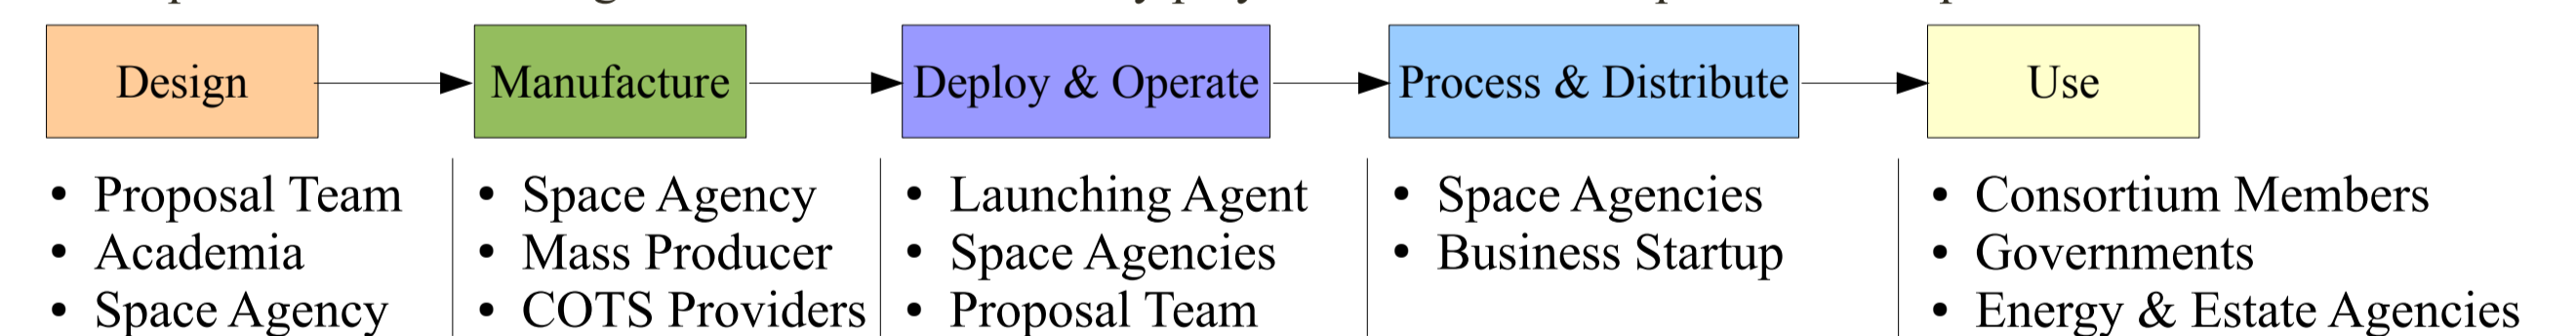 Design
Manufacture
Deploy & Operate
Process & Distribute
Use
• Proposal Team
• Academia
• Space Agency
• Space Agency
• Mass Producer
• COTS Providers
• Launching Agent
• Space Agencies
• Proposal Team
• Space Agencies
• Business Startup
• Consortium Members
• Governments
• Energy & Estate Agencies